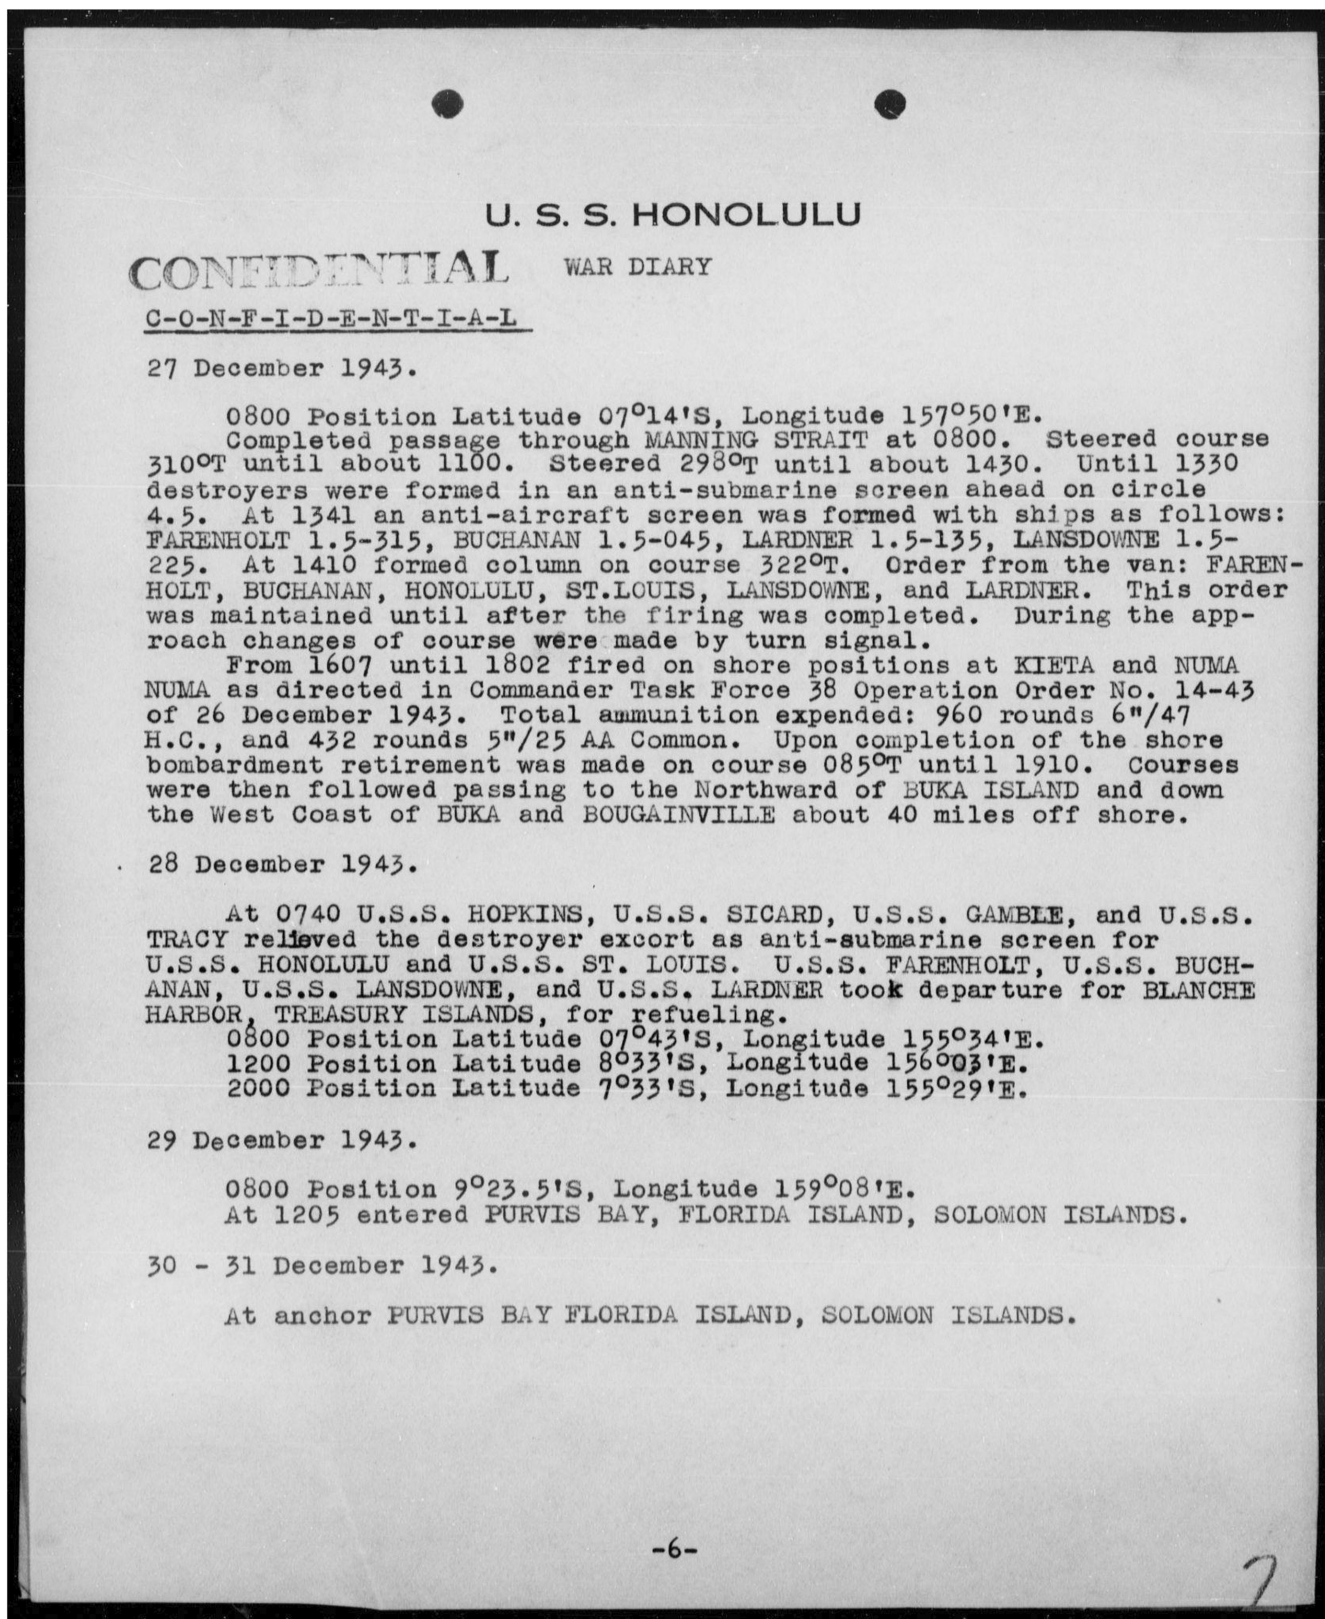 U. S. S. HONOLULU
CONFIDENTIAL WAR DIARY
C-O-N-F-I-D-E-N-T-I-A-L
27 December 1943.
0800 Position Latitude 07°14'S, Longitude 157°50'E.
Completed passage through MANNING STRAIT at 0800. Steered course
310°T until about 1100. Steered 298°T until about 1430. Until 1330
destroyers were formed in an anti-submarine screen ahead on circle
4.5. At 1341 an anti-aircraft screen was formed with ships as follows:
FARENHOLT 1.5-315, BUCHANAN 1.5-045, LARDNER 1.5-135, LANSDOWNE 1.5-
225. At 1410 formed column on course 322°T. Order from the van: FAREN-
HOLT, BUCHANAN, HONOLULU, ST.LOUIS, LANSDOWNE, and LARDNER. This order
was maintained until after the firing was completed. During the app-
roach changes of course were made by turn signal.
From 1607 until 1802 fired on shore positions at KIETA and NUMA
NUMA as directed in Commander Task Force 38 Operation Order No. 14-43
of 26 December 1943. Total ammunition expended: 960 rounds 6"/47
H.C., and 432 rounds 5"/25 AA Common. Upon completion of the shore
bombardment retirement was made on course 085°T until 1910. Courses
were then followed passing to the Northward of BUKA ISLAND and down
the West Coast of BUKA and BOUGAINVILLE about 40 miles off shore.
28 December 1943.
At 0740 U.S.S. HOPKINS, U.S.S. SICARD, U.S.S. GAMBLE, and U.S.S.
TRACY relieved the destroyer excort as anti-submarine screen for
U.S.S. HONOLULU and U.S.S. ST. LOUIS. U.S.S. FARENHOLT, U.S.S. BUCH-
ANAN, U.S.S. LANSDOWNE, and U.S.S. LARDNER took departure for BLANCHE
HARBOR, TREASURY ISLANDS, for refueling.
0800 Position Latitude 07°43'S, Longitude 155°34'E.
1200 Position Latitude 8°33'S, Longitude 156°03'E.
2000 Position Latitude 7°33'S, Longitude 155°29'E.
29 December 1943.
0800 Position 9°23.5'S, Longitude 159°08'E.
At 1205 entered PURVIS BAY, FLORIDA ISLAND, SOLOMON ISLANDS.
30 - 31 December 1943.
At anchor PURVIS BAY FLORIDA ISLAND, SOLOMON ISLANDS.
-6-
7